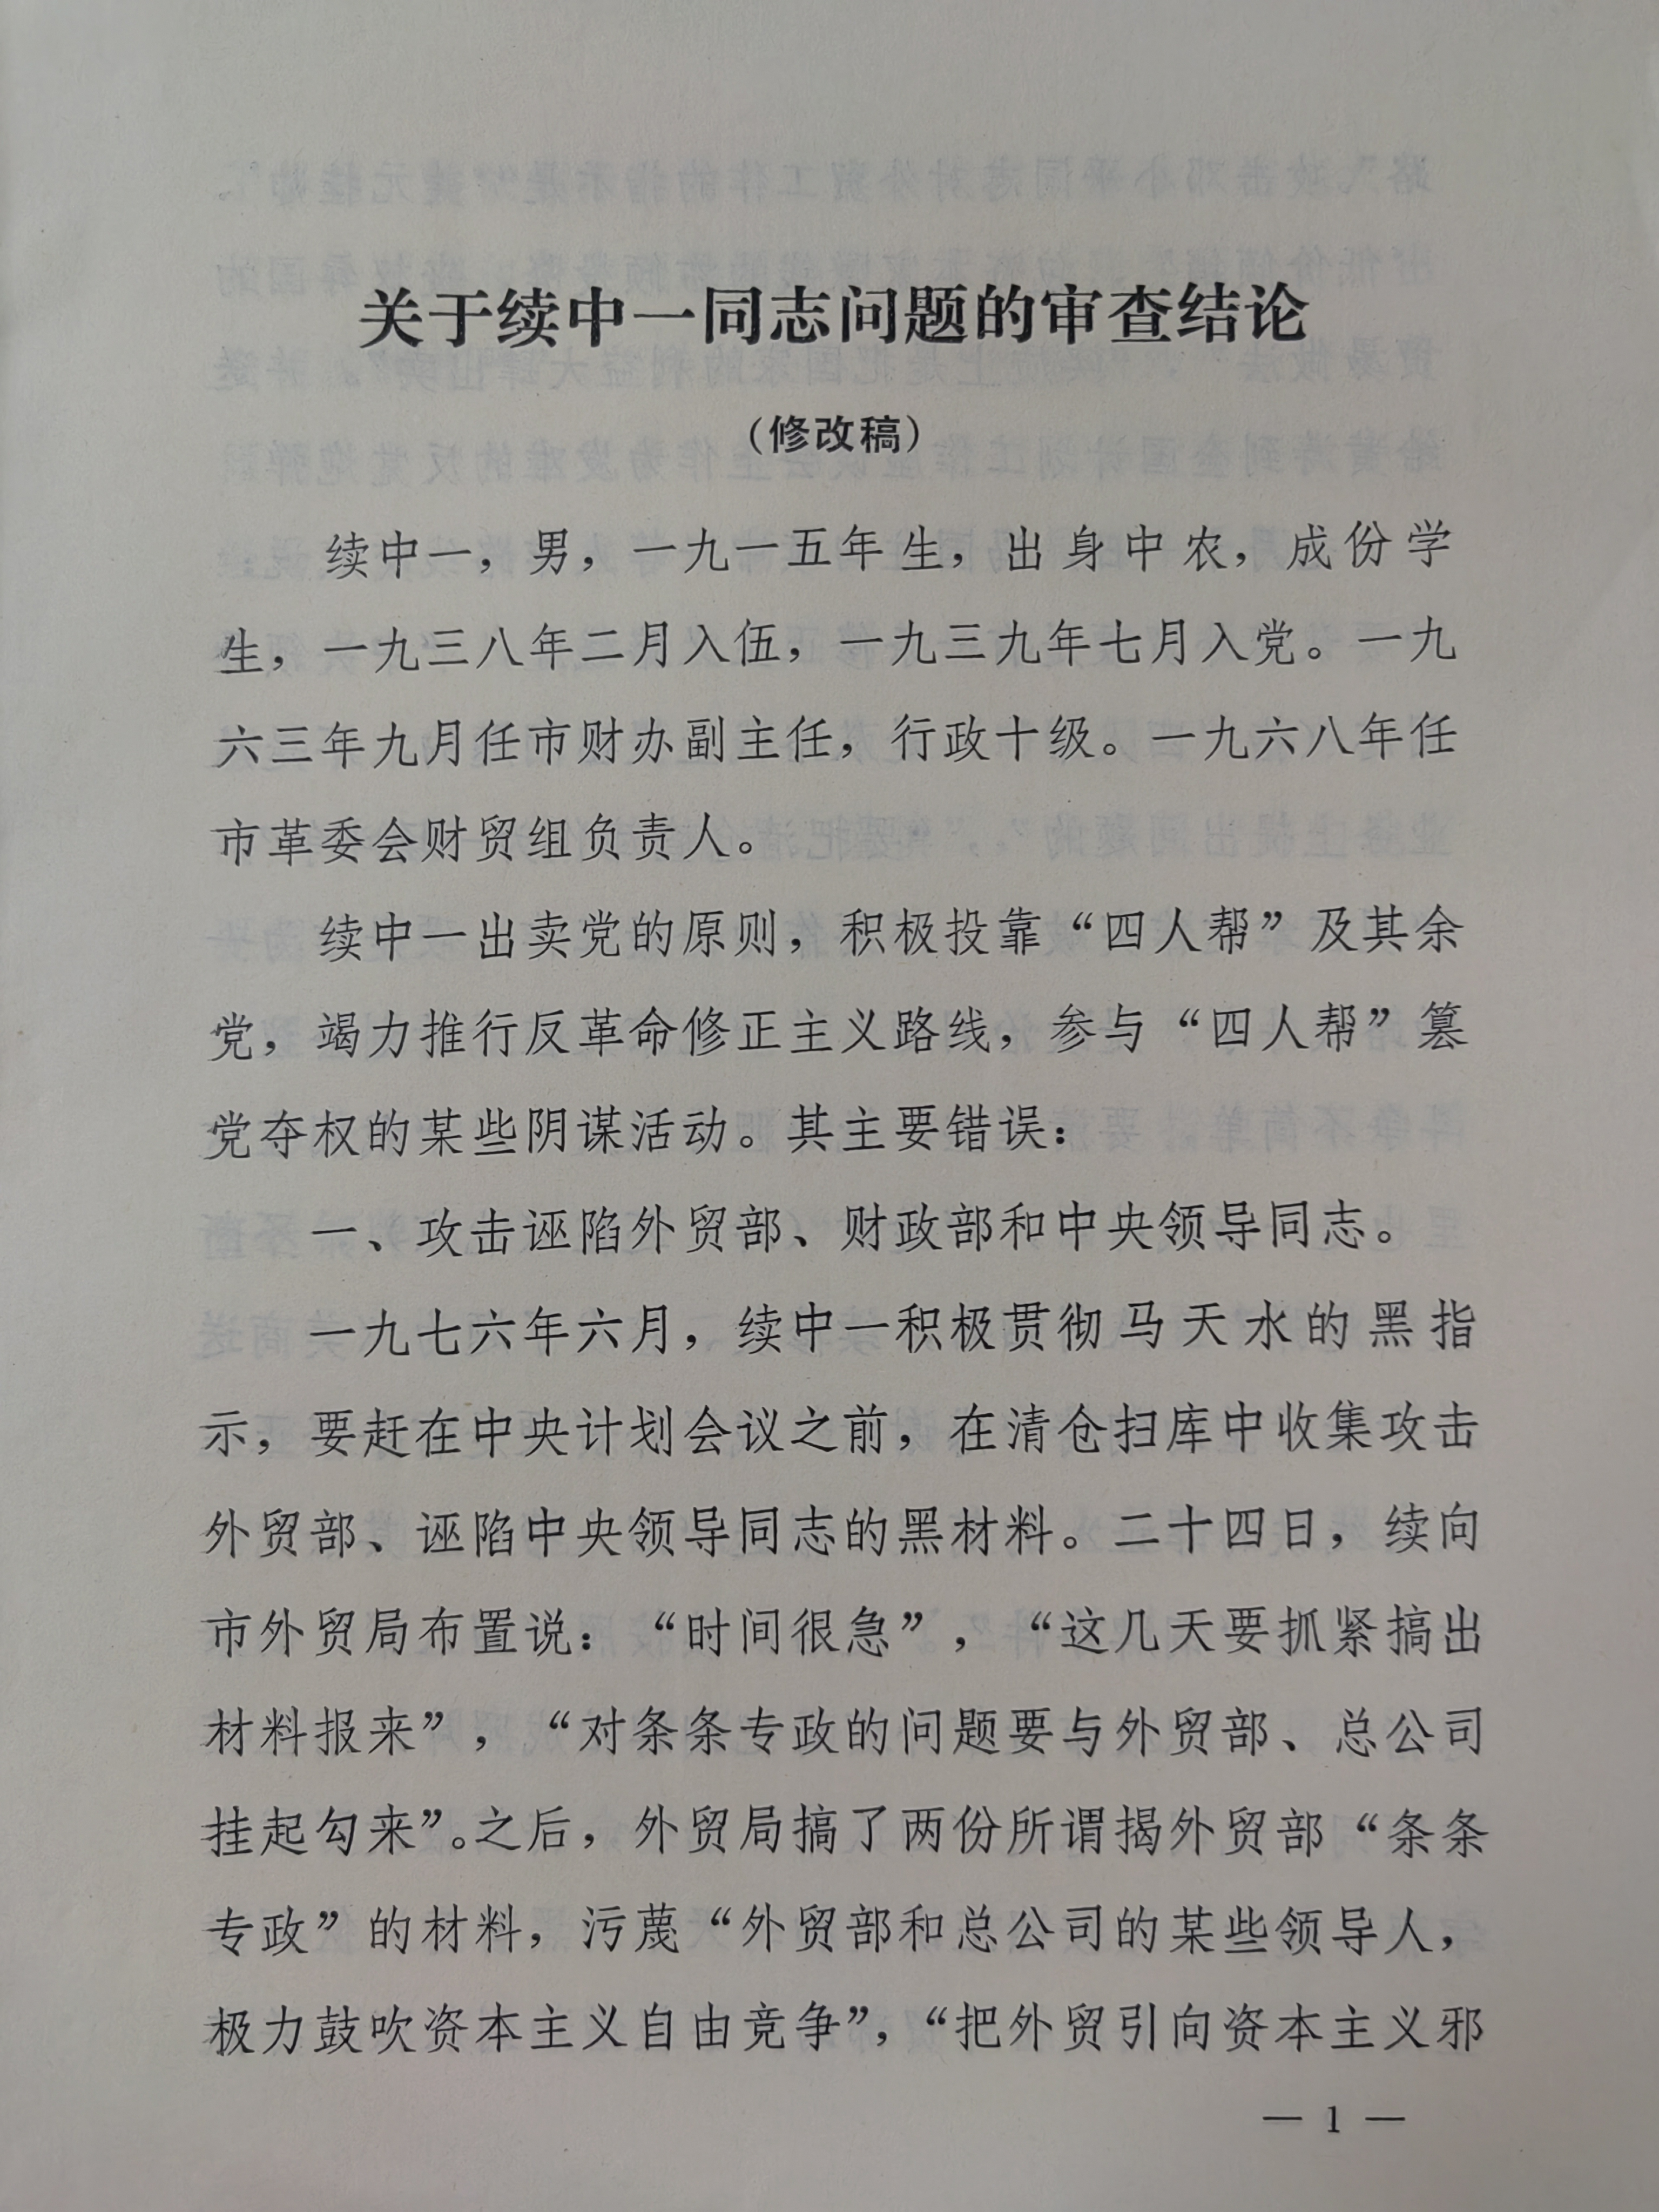 关于续中一同志问题的审查结论
（修改稿）
续中一，男，一九一五年生，出身中农，成份学
生，一九三八年二月入伍，一九三九年七月入党。一九
六三年九月任市财办副主任，行政十级。一九六八年任
市革委会财贸组负责人。
续中一出卖党的原则，积极投靠“四人帮”及其余
党，竭力推行反革命修正主义路线，参与“四人帮”篡
党夺权的某些阴谋活动。其主要错误：
一、攻击诬陷外贸部、财政部和中央领导同志。
一九七六年六月，续中一积极贯彻马天水的黑指
示，要赶在中央计划会议之前，在清仓扫库中收集攻击
外贸部、诬陷中央领导同志的黑材料。二十四日，续向
市外贸局布置说：“时间很急”，“这几天要抓紧搞出
材料报来”，“对条条专政的问题要与外贸部、总公司
挂起勾来”。之后，外贸局搞了两份所谓揭外贸部“条条
专政”的材料，污蔑“外贸部和总公司的某些领导人，
极力鼓吹资本主义自由竞争”，“把外贸引向资本主义邪
— 1 —